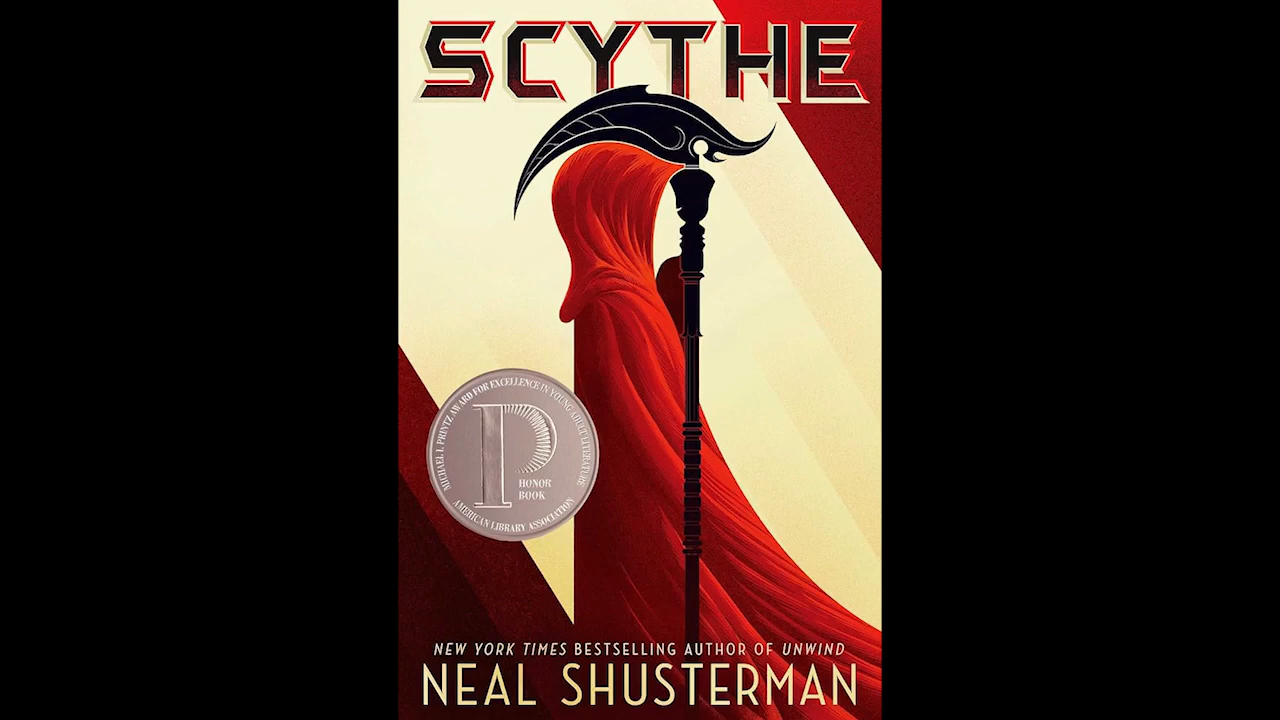 SCYTHE
MICHAEL L. PRINTZ AWARD FOR EXCELLENCE IN YOUNG ADULT LITERATURE
HONOR
BOOK
AMERICAN LIBRARY ASSOCIATION
NEW YORK TIMES BESTSELLING AUTHOR OF UNWIND
NEAL SHUSTERMAN